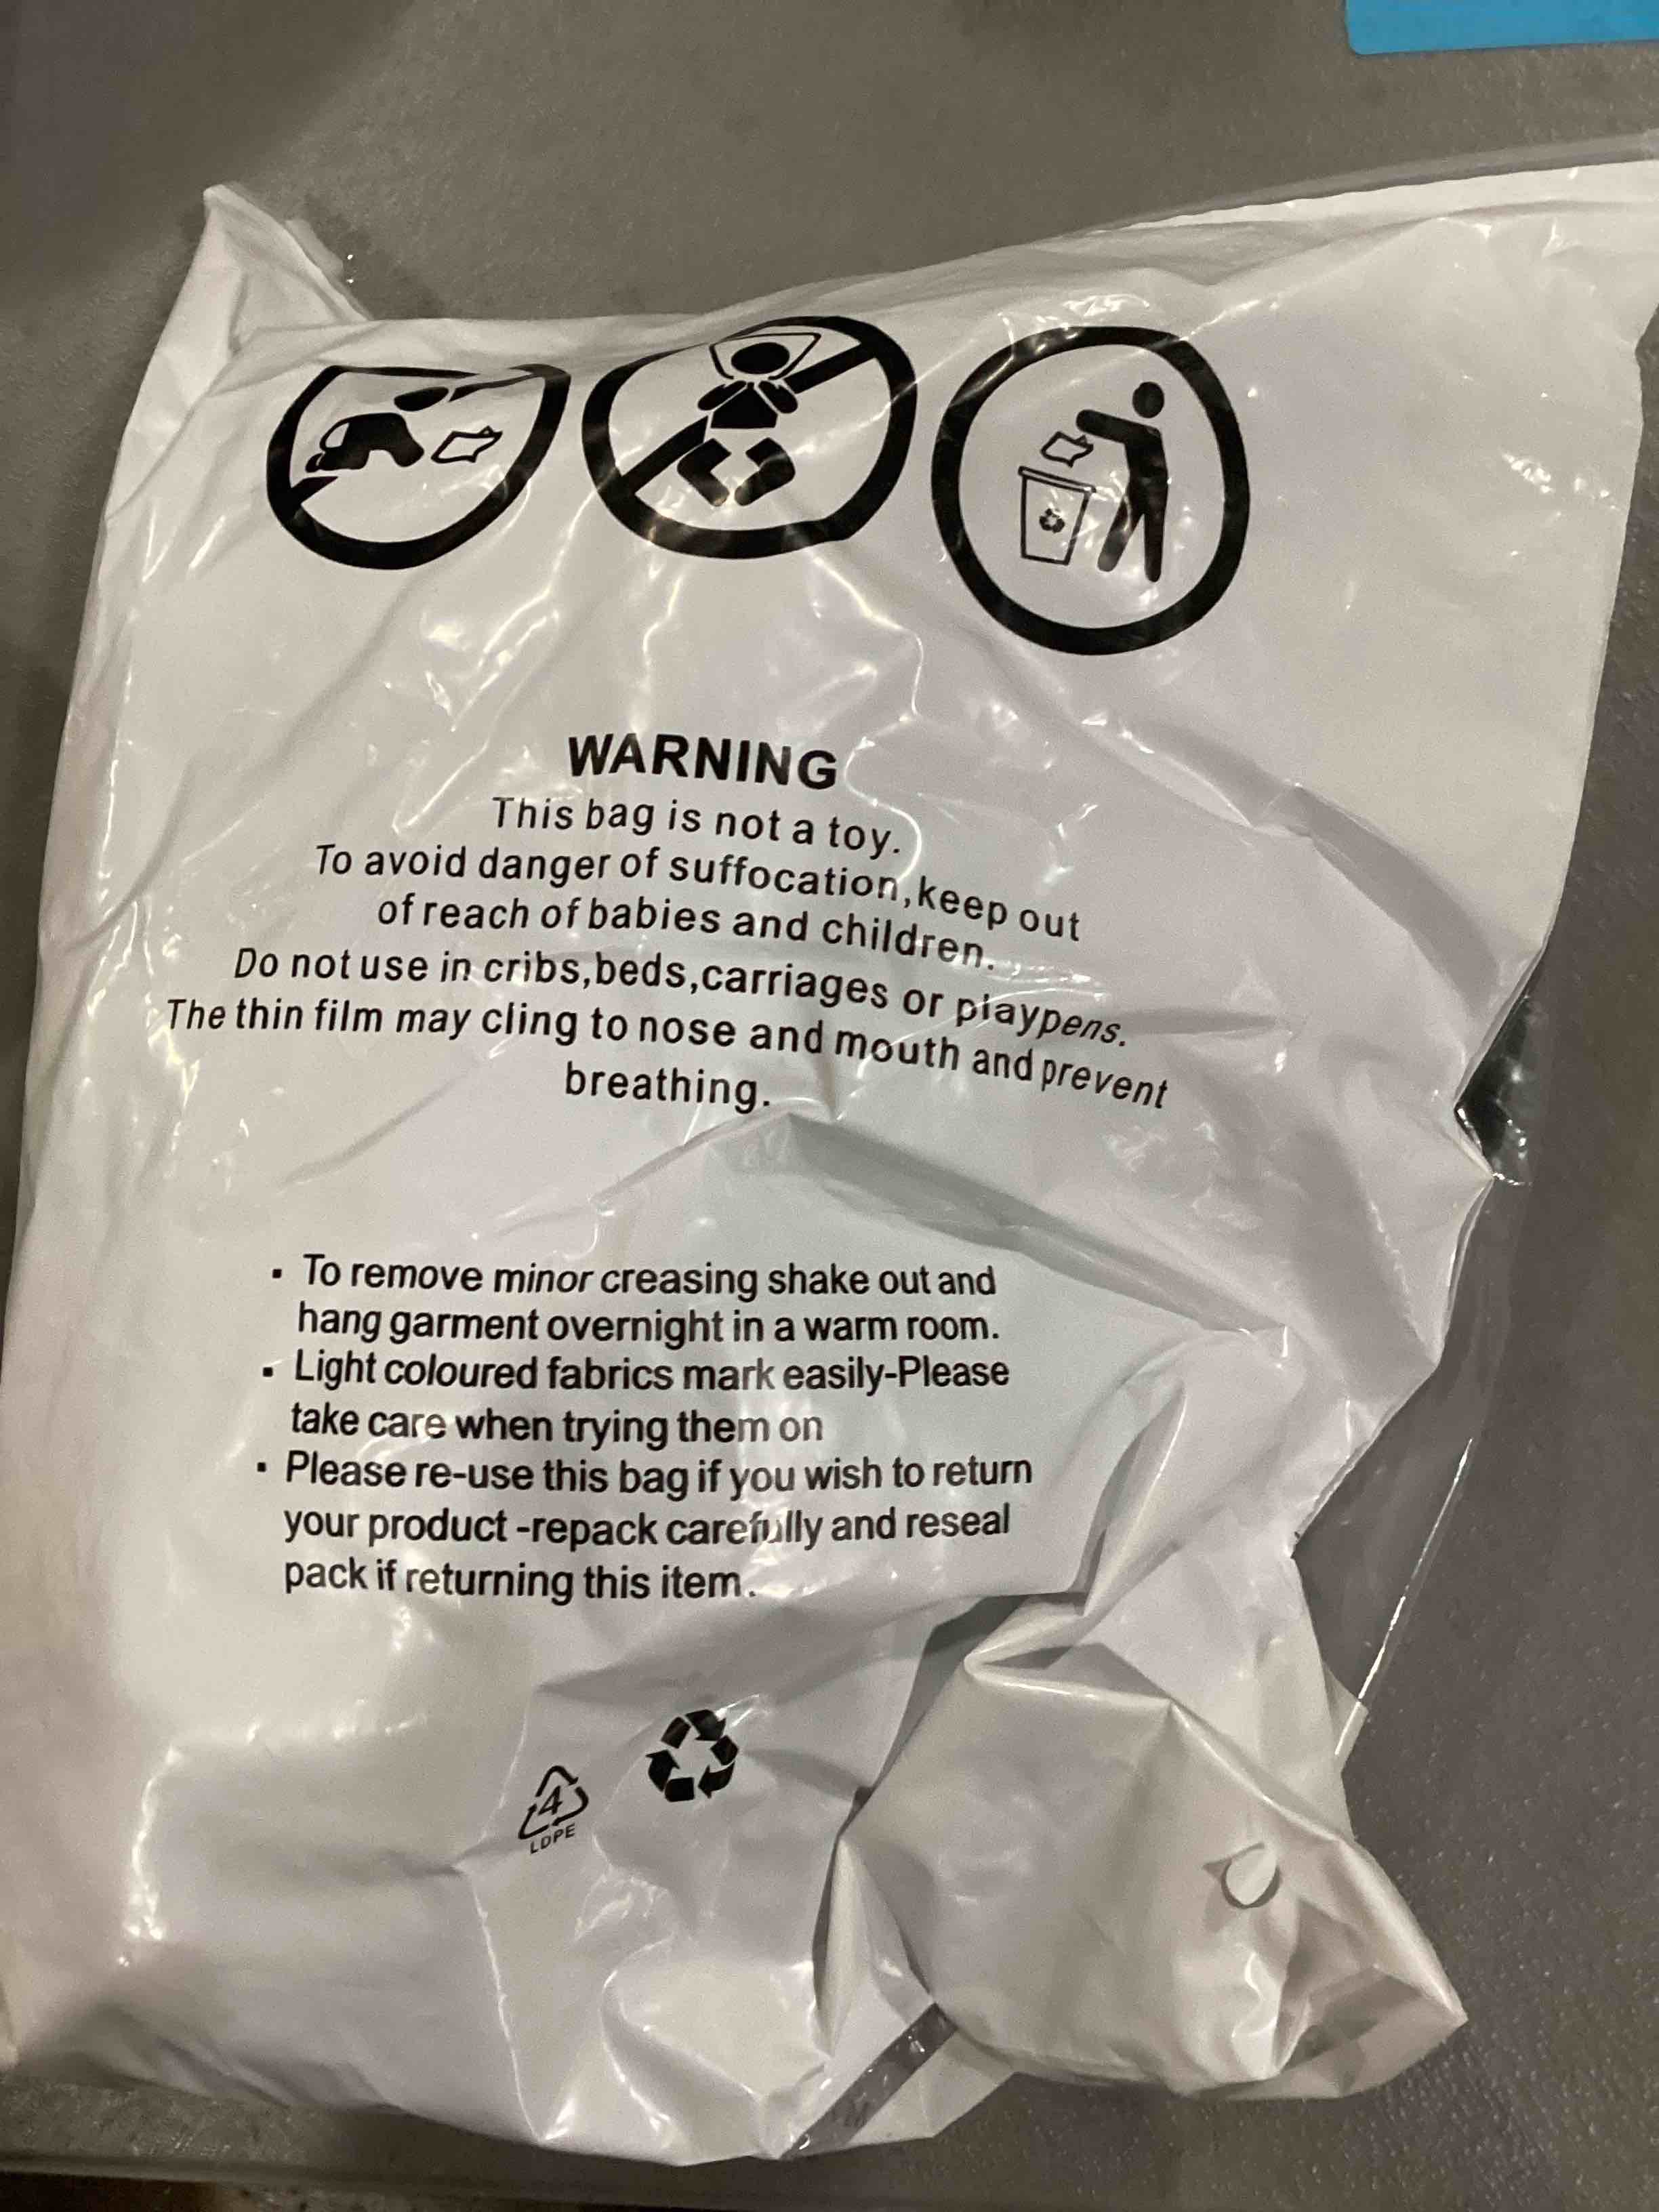 WARNING
This bag is not a toy.
To avoid danger of suffocation,keep out
of reach of babies and children.
Do not use in cribs,beds,carriages or playpens.
The thin film may cling to nose and mouth and prevent
breathing.
▪ To remove minor creasing shake out and
hang garment overnight in a warm room.
▪ Light coloured fabrics mark easily-Please
take care when trying them on
▪ Please re-use this bag if you wish to return
your product -repack carefully and reseal
pack if returning this item.
4
LDPE